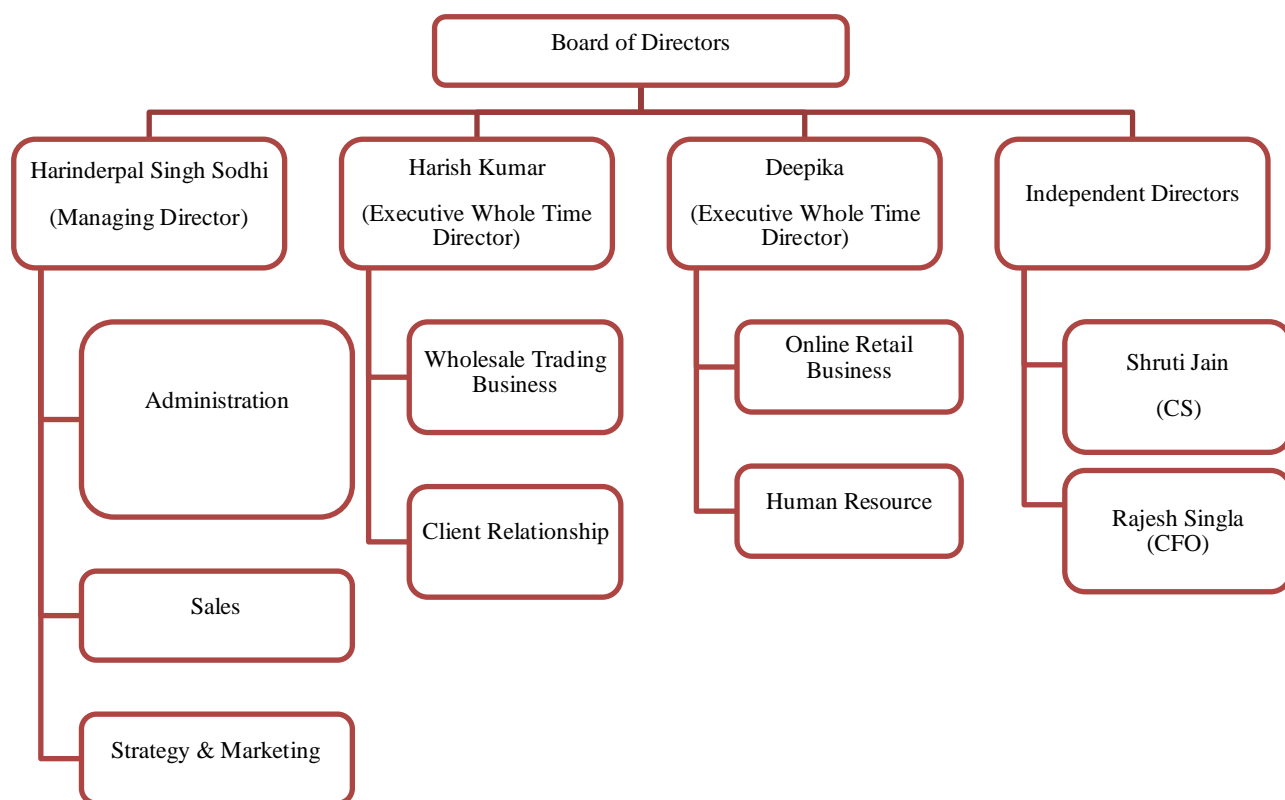 Board of Directors
Harinderpal Singh Sodhi
(Managing Director)
Harish Kumar
(Executive Whole Time
Director)
Deepika
(Executive Whole Time
Director)
Independent Directors
Administration
Sales
Strategy & Marketing
Wholesale Trading
Business
Client Relationship
Online Retail
Business
Human Resource
Shruti Jain
(CS)
Rajesh Singla
(CFO)